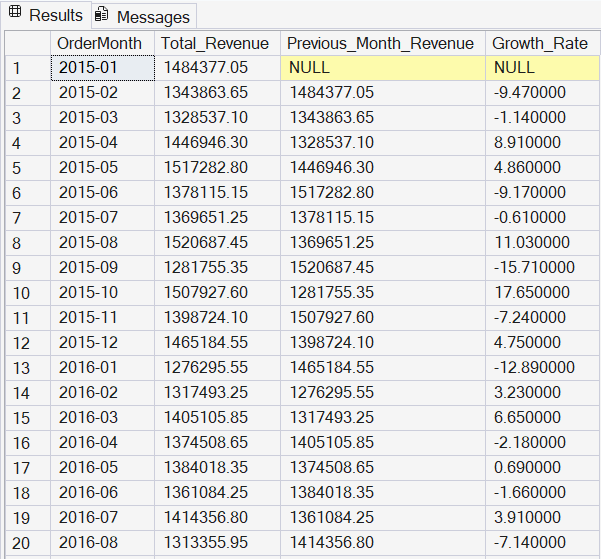 Results Messages
OrderMonth Total_Revenue Previous_Month_Revenue Growth_Rate
1 2015-01 1484377.05 NULL NULL
2 2015-02 1343863.65 1484377.05 -9.470000
3 2015-03 1328537.10 1343863.65 -1.140000
4 2015-04 1446946.30 1328537.10 8.910000
5 2015-05 1517282.80 1446946.30 4.860000
6 2015-06 1378115.15 1517282.80 -9.170000
7 2015-07 1369651.25 1378115.15 -0.610000
8 2015-08 1520687.45 1369651.25 11.030000
9 2015-09 1281755.35 1520687.45 -15.710000
10 2015-10 1507927.60 1281755.35 17.650000
11 2015-11 1398724.10 1507927.60 -7.240000
12 2015-12 1465184.55 1398724.10 4.750000
13 2016-01 1276295.55 1465184.55 -12.890000
14 2016-02 1317493.25 1276295.55 3.230000
15 2016-03 1405105.85 1317493.25 6.650000
16 2016-04 1374508.65 1405105.85 -2.180000
17 2016-05 1384018.35 1374508.65 0.690000
18 2016-06 1361084.25 1384018.35 -1.660000
19 2016-07 1414356.80 1361084.25 3.910000
20 2016-08 1313355.95 1414356.80 -7.140000